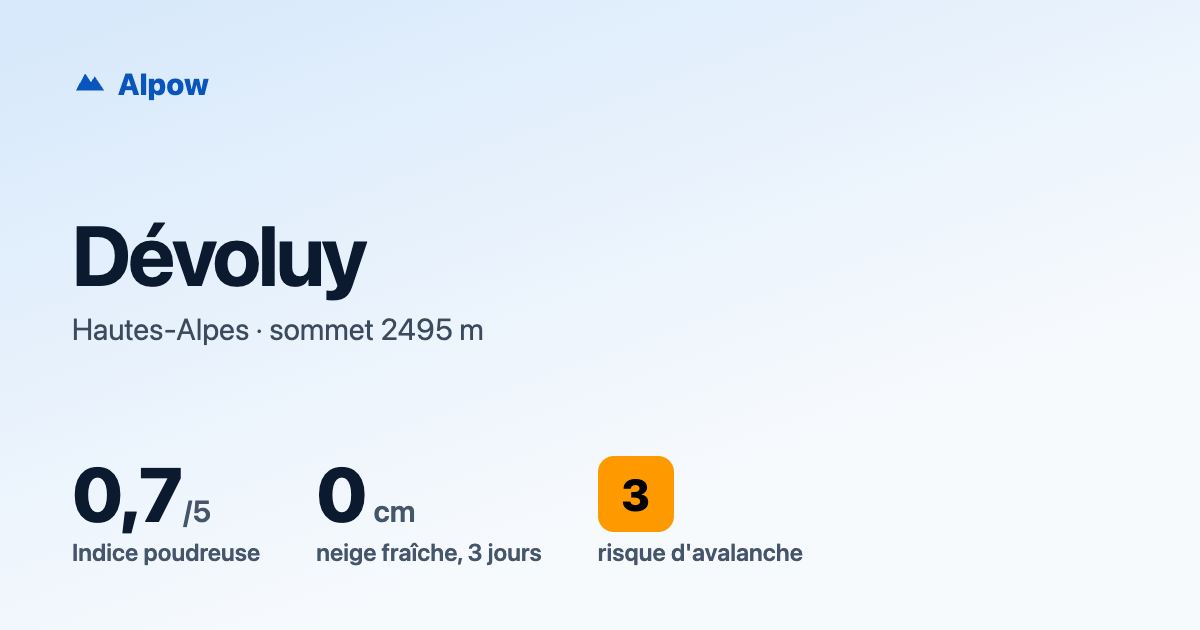 Alpow
Dévoluy
Hautes-Alpes · sommet 2495 m
0,7/5
Indice poudreuse
0 cm
neige fraîche, 3 jours
3
risque d'avalanche